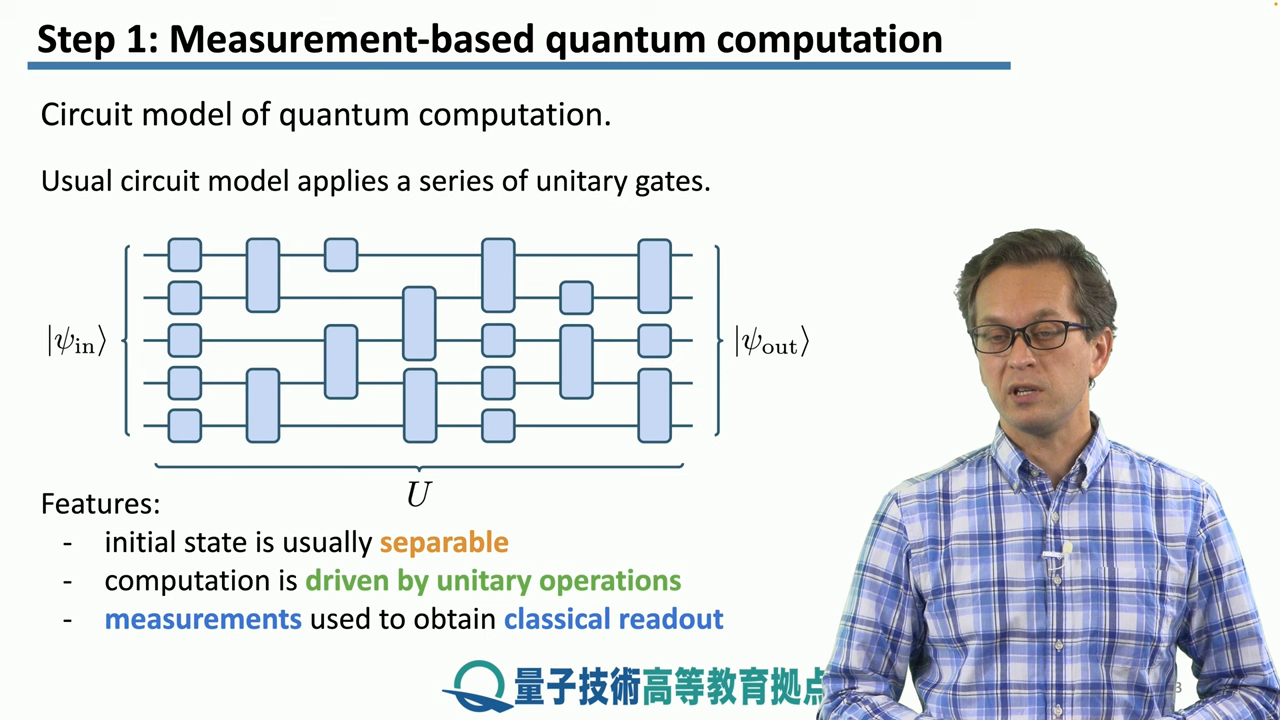 Step 1: Measurement-based quantum computation
Circuit model of quantum computation.
Usual circuit model applies a series of unitary gates.
|ψin⟩
|ψout⟩
U
Features:
- initial state is usually separable
- computation is driven by unitary operations
- measurements used to obtain classical readout
量子技術高等教育拠点
3